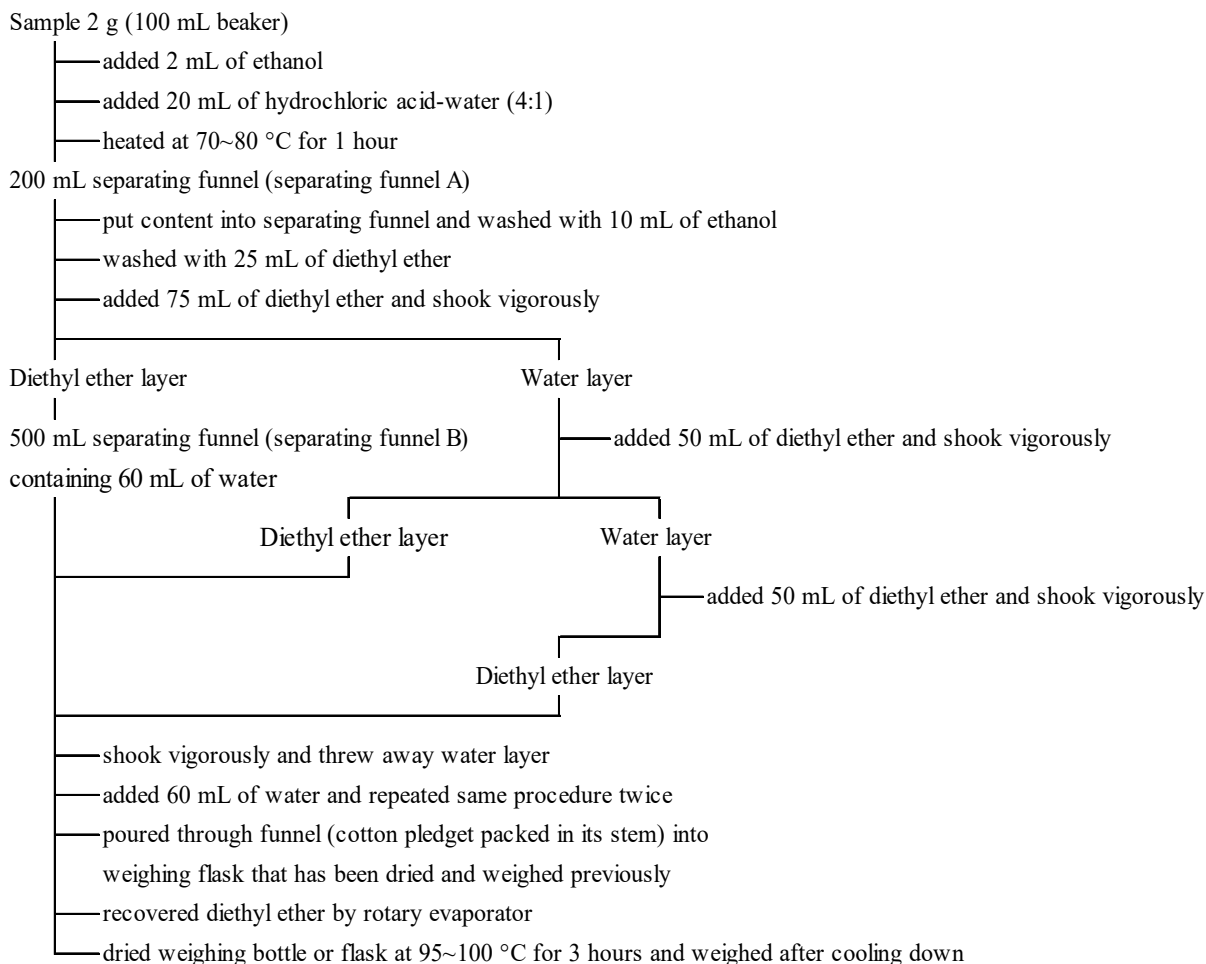 Sample 2 g (100 mL beaker)
added 2 mL of ethanol
added 20 mL of hydrochloric acid-water (4:1)
heated at 70~80 °C for 1 hour
200 mL separating funnel (separating funnel A)
put content into separating funnel and washed with 10 mL of ethanol
washed with 25 mL of diethyl ether
added 75 mL of diethyl ether and shook vigorously
Diethyl ether layer
Water layer
500 mL separating funnel (separating funnel B)
containing 60 mL of water
added 50 mL of diethyl ether and shook vigorously
Diethyl ether layer
Water layer
added 50 mL of diethyl ether and shook vigorously
Diethyl ether layer
shook vigorously and threw away water layer
added 60 mL of water and repeated same procedure twice
poured through funnel (cotton pledget packed in its stem) into
weighing flask that has been dried and weighed previously
recovered diethyl ether by rotary evaporator
dried weighing bottle or flask at 95~100 °C for 3 hours and weighed after cooling down